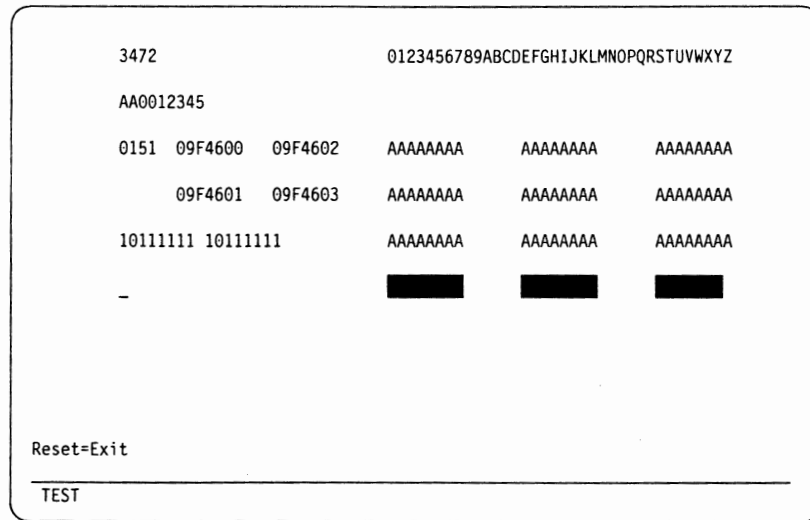 3472 0123456789ABCDEFGHIJKLMNOPQRSTUVWXYZ
AA0012345
0151 09F4600 09F4602 AAAAAAAA AAAAAAAA AAAAAAAA
09F4601 09F4603 AAAAAAAA AAAAAAAA AAAAAAAA
10111111 10111111 AAAAAAAA AAAAAAAA AAAAAAAA
_
Reset=Exit
TEST